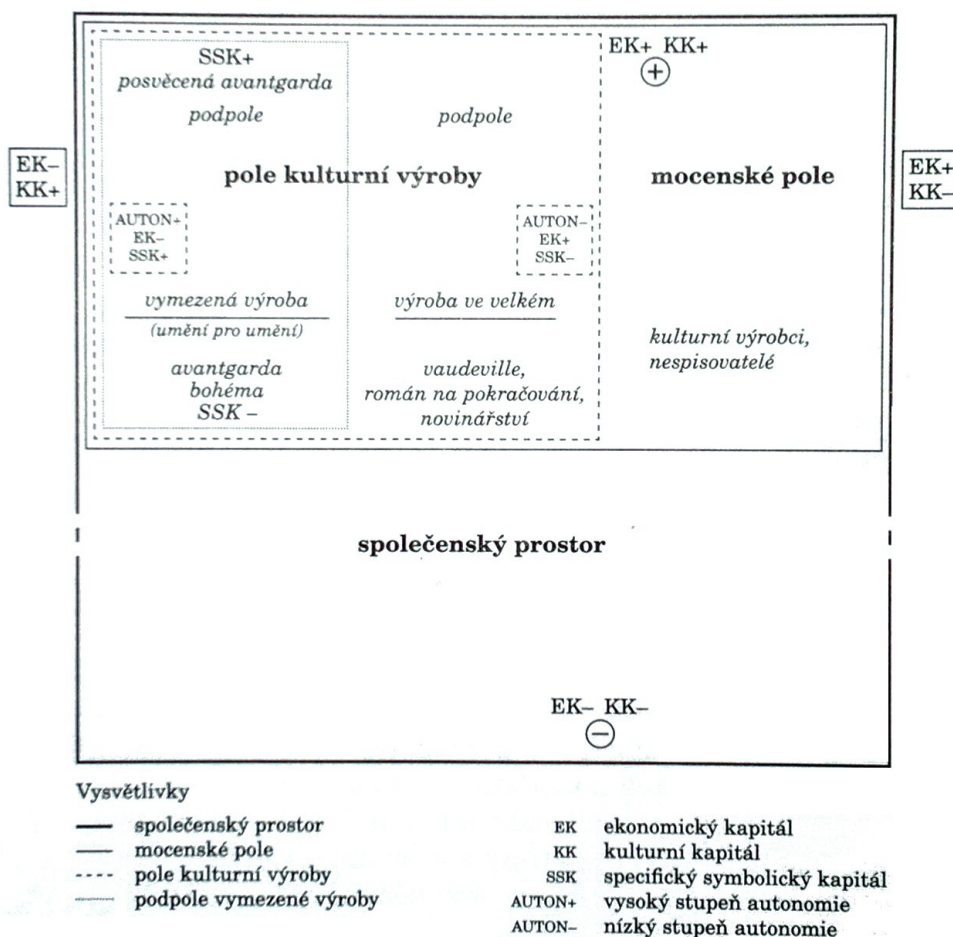 SSK+
posvěcená avantgarda
podpole
podpole
EK+ KK+
+
EK–
KK+
pole kulturní výroby
mocenské pole
EK+
KK–
AUTON+
EK–
SSK+
AUTON–
EK+
SSK–
vymezená výroba
(umění pro umění)
výroba ve velkém
avantgarda
bohéma
SSK –
vaudeville,
román na pokračování,
novinářství
kulturní výrobci,
nespisovatelé
společenský prostor
EK– KK–
–
Vysvětlivky
společenský prostor
mocenské pole
pole kulturní výroby
podpole vymezené výroby
EK ekonomický kapitál
KK kulturní kapitál
SSK specifický symbolický kapitál
AUTON+ vysoký stupeň autonomie
AUTON– nízký stupeň autonomie